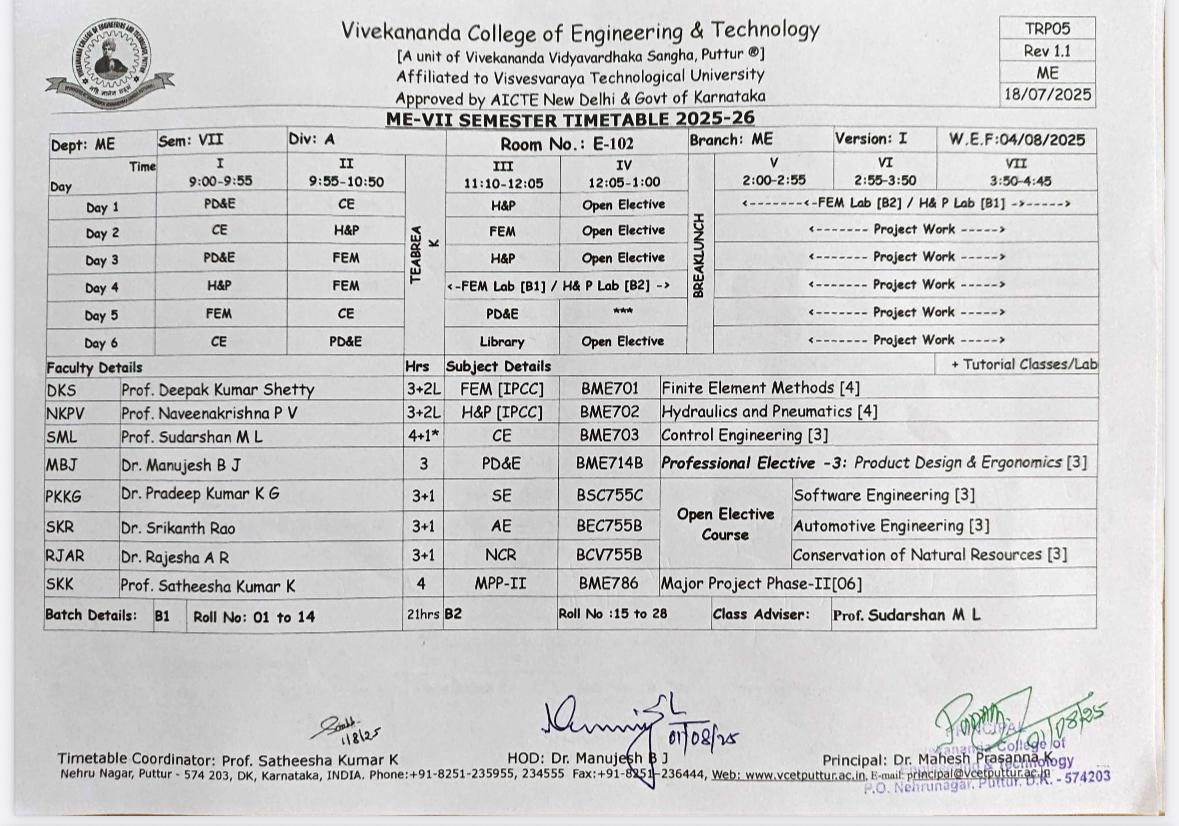 Vivekananda College of Engineering & Technology
[A unit of Vivekananda Vidyavardhaka Sangha, Puttur ®]
Affiliated to Visvesvaraya Technological University
Approved by AICTE New Delhi & Govt of Karnataka
TRP05
Rev 1.1
ME
18/07/2025
ME-VII SEMESTER TIMETABLE 2025-26
Dept: ME Sem: VII Div: A Room No.: E-102 Branch: ME Version: I W.E.F:04/08/2025
Time I II III IV V VI VII
Day 9:00-9:55 9:55-10:50 11:10-12:05 12:05-1:00 2:00-2:55 2:55-3:50 3:50-4:45
TEABREA
K
BREAKLUNCH
Day 1 PD&E CE H&P Open Elective <-------<-FEM Lab [B2] / H& P Lab [B1] ->----->
Day 2 CE H&P FEM Open Elective <------- Project Work ----->
Day 3 PD&E FEM H&P Open Elective <------- Project Work ----->
Day 4 H&P FEM <-FEM Lab [B1] / H& P Lab [B2] -> <------- Project Work ----->
Day 5 FEM CE PD&E *** <------- Project Work ----->
Day 6 CE PD&E Library Open Elective <------- Project Work ----->
Faculty Details Hrs Subject Details + Tutorial Classes/Lab
DKS Prof. Deepak Kumar Shetty 3+2L FEM [IPCC] BME701 Finite Element Methods [4]
NKPV Prof. Naveenakrishna P V 3+2L H&P [IPCC] BME702 Hydraulics and Pneumatics [4]
SML Prof. Sudarshan M L 4+1* CE BME703 Control Engineering [3]
MBJ Dr. Manujesh B J 3 PD&E BME714B Professional Elective -3: Product Design & Ergonomics [3]
PKKG Dr. Pradeep Kumar K G 3+1 SE BSC755C Software Engineering [3]
Open Elective
Course
SKR Dr. Srikanth Rao 3+1 AE BEC755B Automotive Engineering [3]
RJAR Dr. Rajesha A R 3+1 NCR BCV755B Conservation of Natural Resources [3]
SKK Prof. Satheesha Kumar K 4 MPP-II BME786 Major Project Phase-II[06]
Batch Details: B1 Roll No: 01 to 14 21hrs B2 Roll No :15 to 28 Class Adviser: Prof. Sudarshan M L
1/8/25
01/08/25
01/08/25
Timetable Coordinator: Prof. Satheesha Kumar K HOD: Dr. Manujesh B J Principal: Dr. Mahesh Prasanna K
Nehru Nagar, Puttur - 574 203, DK, Karnataka, INDIA. Phone:+91-8251-235955, 234555 Fax:+91-8251-236444, Web: www.vcetputtur.ac.in, E-mail: principal@vcetputtur.ac.in
PRINCIPAL
College of
Technology
P.O. Nehrunagar, Puttur, D.K. - 574203